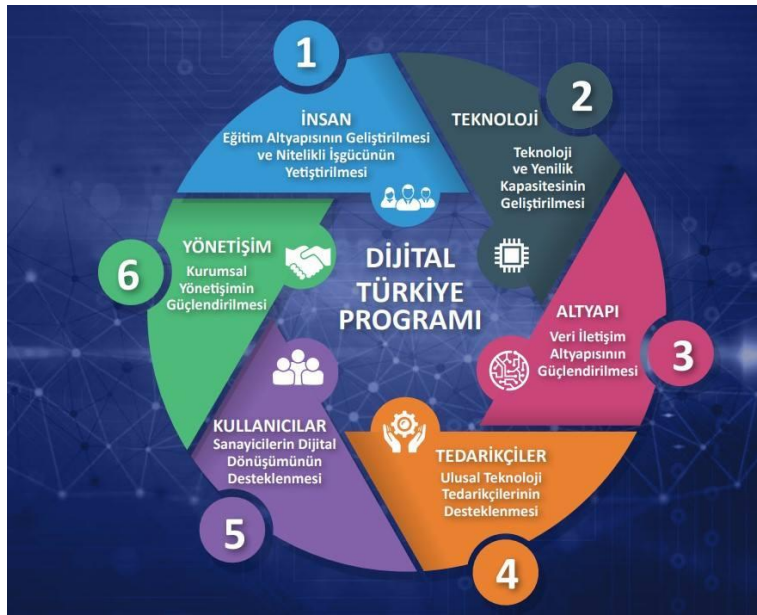 1
İNSAN
Eğitim Altyapısının Geliştirilmesi
ve Nitelikli İşgücünün
Yetiştirilmesi
2
TEKNOLOJİ
Teknoloji
ve Yenilik
Kapasitesinin
Geliştirilmesi
3
ALTYAPI
Veri İletişim
Altyapısının
Güçlendirilmesi
4
TEDARİKÇİLER
Ulusal Teknoloji
Tedarikçilerinin
Desteklenmesi
5
KULLANICILAR
Sanayicilerin Dijital
Dönüşümünün
Desteklenmesi
6
YÖNETİŞİM
Kurumsal
Yönetişimin
Güçlendirilmesi
DİJİTAL
TÜRKİYE
PROGRAMI